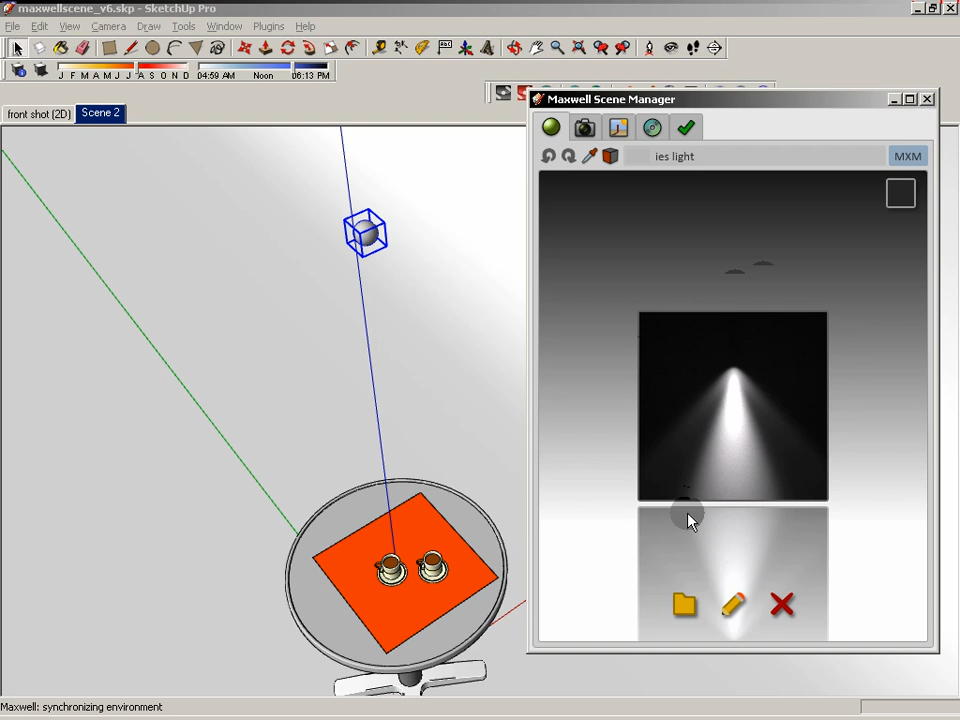 maxwellscene_v6.skp - SketchUp Pro
File Edit View Camera Draw Tools Window Plugins Help
J F M A M J J A S O N D 04:59 AM Noon 06:13 PM
front shot (2D) Scene 2
Maxwell Scene Manager
ies light MXM
Maxwell: synchronizing environment